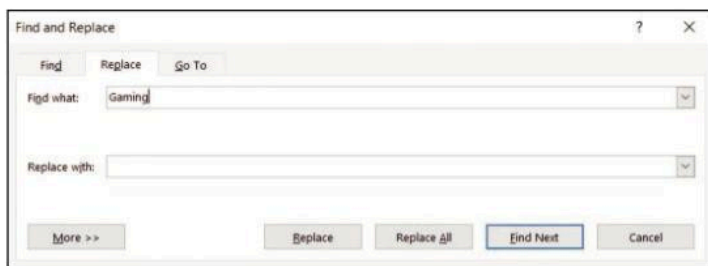 Find and Replace ? ×
Find Replace Go To
Find what: Gaming
Replace with:
More >> Replace Replace All Find Next Cancel